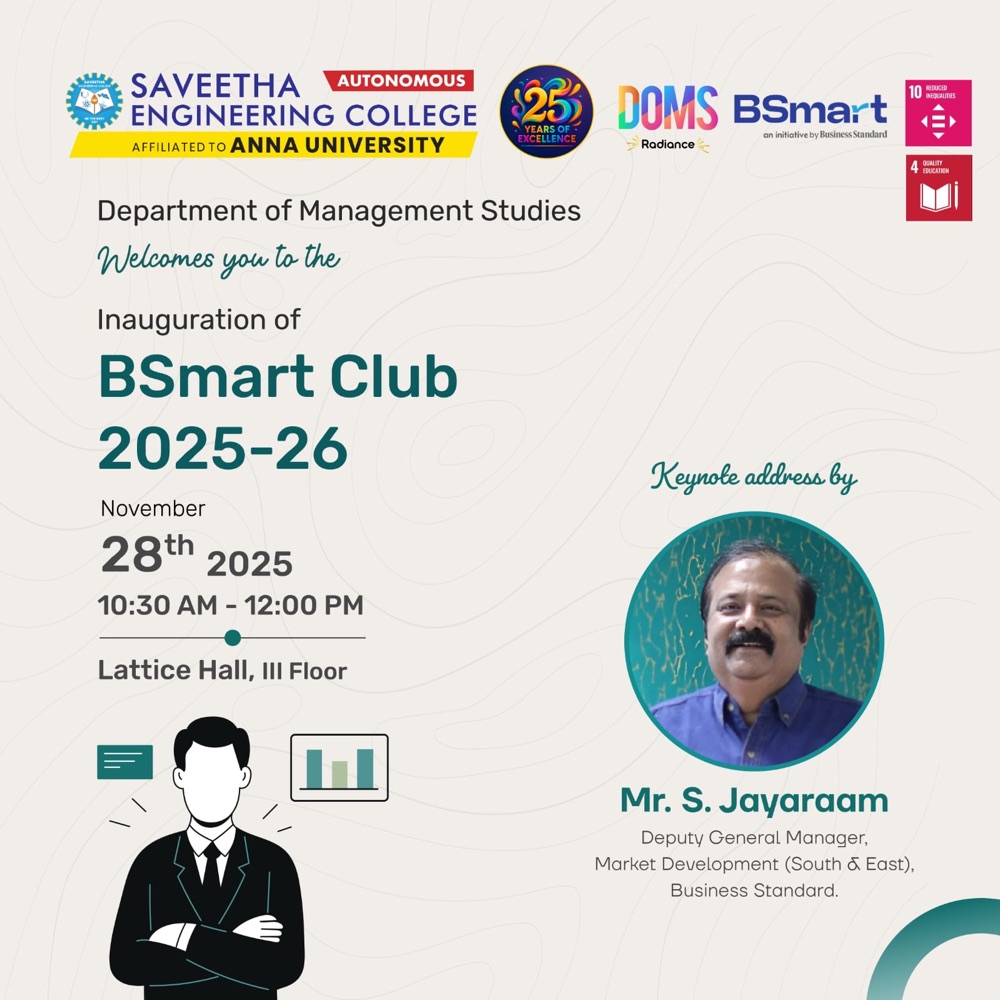 SAVEETHA
AUTONOMOUS
ENGINEERING COLLEGE
AFFILIATED TO ANNA UNIVERSITY
25
YEARS OF
EXCELLENCE
DOMS
Radiance
BSmart
an initiative by Business Standard
10 REDUCED
INEQUALITIES
4 QUALITY
EDUCATION
Department of Management Studies
Welcomes you to the
Inauguration of
BSmart Club
2025-26
November
28th 2025
10:30 AM - 12:00 PM
Lattice Hall, III Floor
Keynote address by
Mr. S. Jayaraam
Deputy General Manager,
Market Development (South & East),
Business Standard.